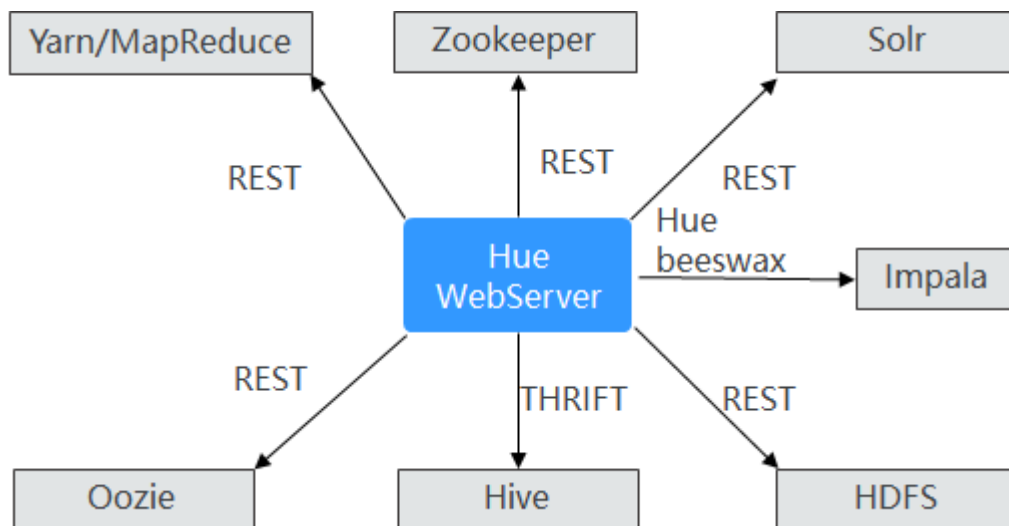 Yarn/MapReduce
Zookeeper
Solr
REST
REST
REST
Hue
beeswax
Hue
WebServer
Impala
REST
THRIFT
REST
Oozie
Hive
HDFS